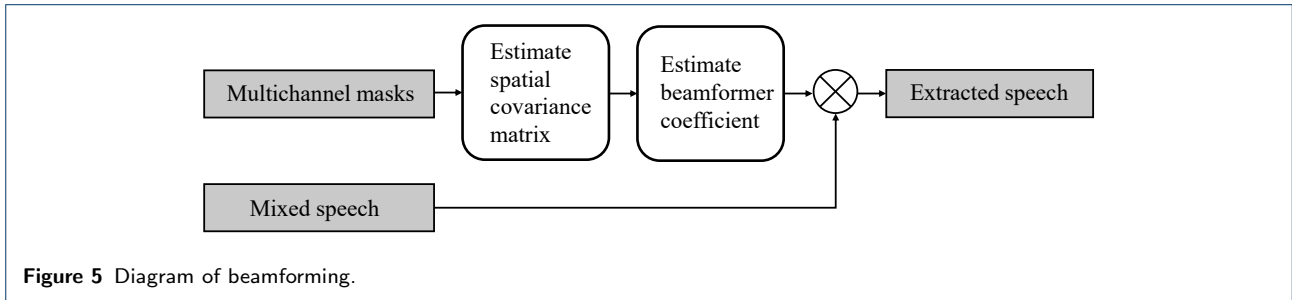 Multichannel masks
Estimate
spatial
covariance
matrix
Estimate
beamformer
coefficient
Extracted speech
Mixed speech
Figure 5 Diagram of beamforming.